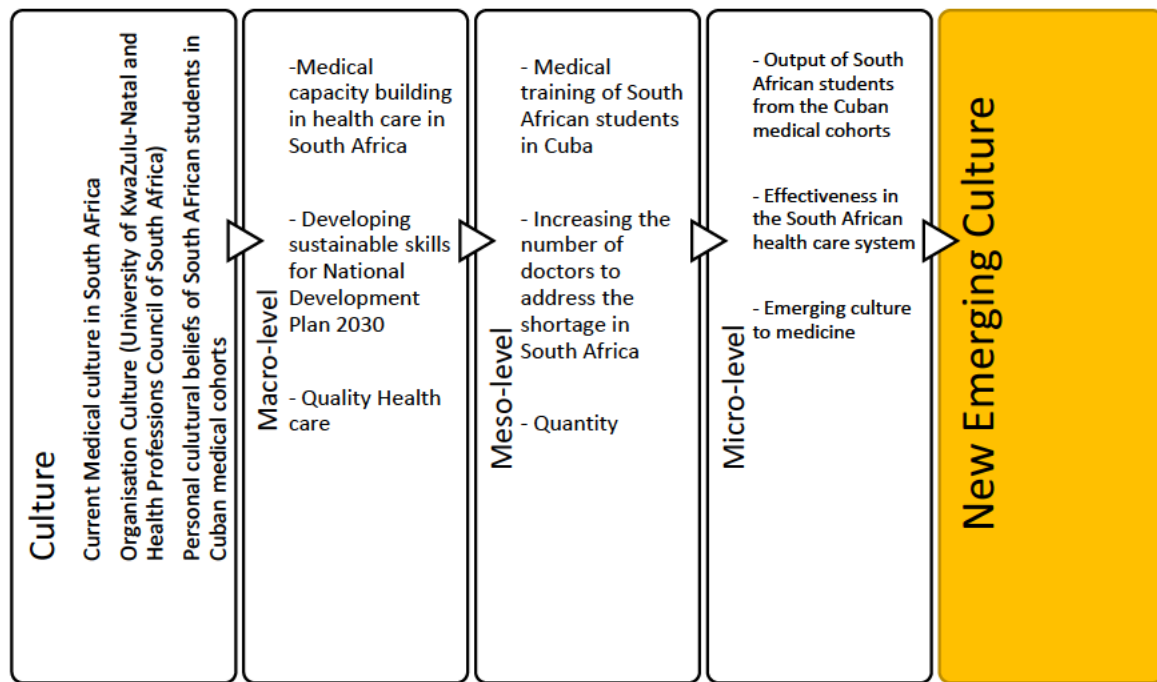 Culture
Current Medical culture in South AFrica
Organisation Culture (University of KwaZulu-Natal and
Health Professions Council of South Africa)
Personal culutural beliefs of South AFrican students in
Cuban medical cohorts
Macro-level
-Medical
capacity building
in health care in
South Africa
- Developing
sustainable skills
for National
Development
Plan 2030
- Quality Health
care
Meso-level
- Medical
training of South
African students
in Cuba
- Increasing the
number of
doctors to
address the
shortage in
South Africa
- Quantity
Micro-level
- Output of South
African students
from the Cuban
medical cohorts
- Effectiveness in
the South African
health care system
- Emerging culture
to medicine
New Emerging Culture